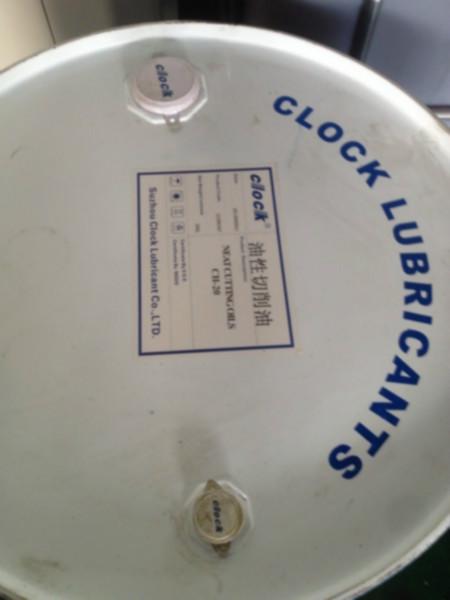 clock
CLOCK LUBRICANTS
clock®
油性切削油
NEAT CUTTING OILS
CH-20
Suzhou Clock Lubricant Co.,LTD.
clock